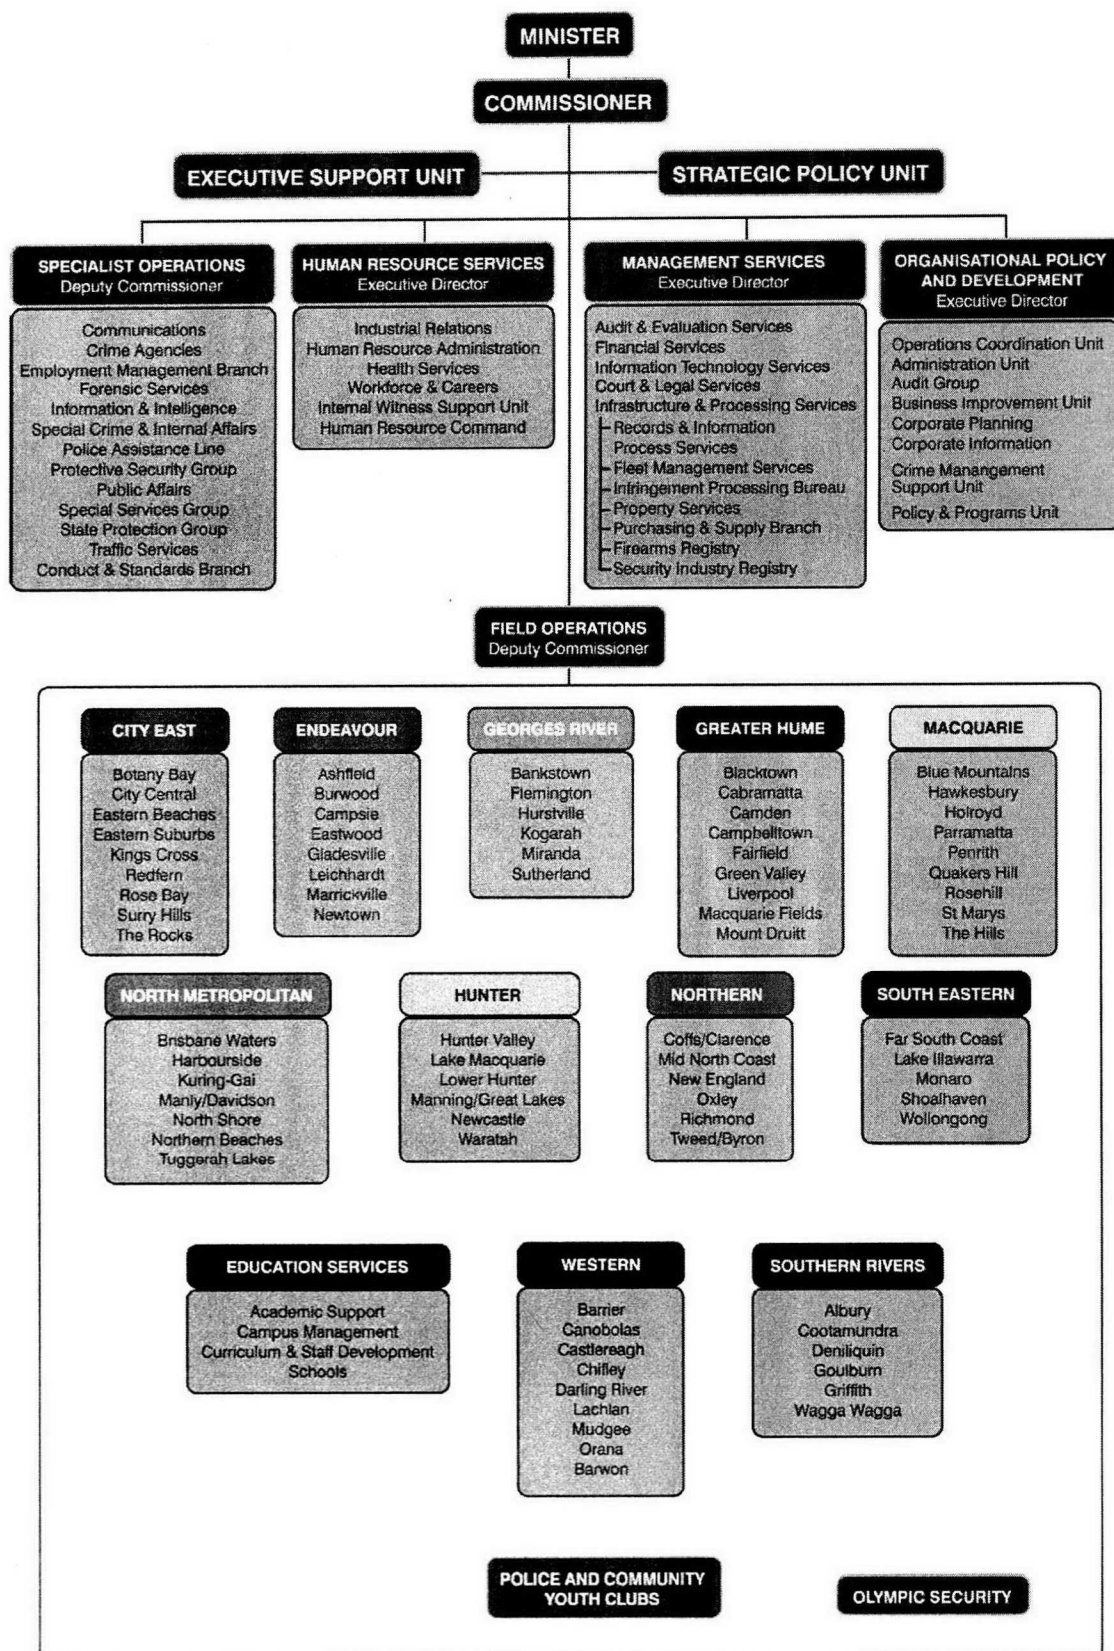 MINISTER
COMMISSIONER
EXECUTIVE SUPPORT UNIT
STRATEGIC POLICY UNIT
SPECIALIST OPERATIONS
Deputy Commissioner
Communications
Crime Agencies
Employment Management Branch
Forensic Services
Information & Intelligence
Special Crime & Internal Affairs
Police Assistance Line
Protective Security Group
Public Affairs
Special Services Group
State Protection Group
Traffic Services
Conduct & Standards Branch
HUMAN RESOURCE SERVICES
Executive Director
Industrial Relations
Human Resource Administration
Health Services
Workforce & Careers
Internal Witness Support Unit
Human Resource Command
MANAGEMENT SERVICES
Executive Director
Audit & Evaluation Services
Financial Services
Information Technology Services
Court & Legal Services
Infrastructure & Processing Services
Records & Information
Process Services
Fleet Management Services
Infringement Processing Bureau
Property Services
Purchasing & Supply Branch
Firearms Registry
Security Industry Registry
ORGANISATIONAL POLICY
AND DEVELOPMENT
Executive Director
Operations Coordination Unit
Administration Unit
Audit Group
Business Improvement Unit
Corporate Planning
Corporate Information
Crime Manangement
Support Unit
Policy & Programs Unit
FIELD OPERATIONS
Deputy Commissioner
CITY EAST
Botany Bay
City Central
Eastern Beaches
Eastern Suburbs
Kings Cross
Redfern
Rose Bay
Surry Hills
The Rocks
ENDEAVOUR
Ashfield
Burwood
Campsie
Eastwood
Gladesville
Leichhardt
Marrickville
Newtown
GEORGES RIVER
Bankstown
Flemington
Hurstville
Kogarah
Miranda
Sutherland
GREATER HUME
Blacktown
Cabramatta
Camden
Campbelltown
Fairfield
Green Valley
Liverpool
Macquarie Fields
Mount Druitt
MACQUARIE
Blue Mountains
Hawkesbury
Holroyd
Parramatta
Penrith
Quakers Hill
Rosehill
St Marys
The Hills
NORTH METROPOLITAN
Brisbane Waters
Harbourside
Kuring-Gai
Manly/Davidson
North Shore
Northern Beaches
Tuggerah Lakes
HUNTER
Hunter Valley
Lake Macquarie
Lower Hunter
Manning/Great Lakes
Newcastle
Waratah
NORTHERN
Coffs/Clarence
Mid North Coast
New England
Oxley
Richmond
Tweed/Byron
SOUTH EASTERN
Far South Coast
Lake Illawarra
Monaro
Shoalhaven
Wollongong
EDUCATION SERVICES
Academic Support
Campus Management
Curriculum & Staff Development
Schools
WESTERN
Barrier
Canobolas
Castlereagh
Chifley
Darling River
Lachlan
Mudgee
Orana
Barwon
SOUTHERN RIVERS
Albury
Cootamundra
Deniliquin
Goulburn
Griffith
Wagga Wagga
POLICE AND COMMUNITY
YOUTH CLUBS
OLYMPIC SECURITY